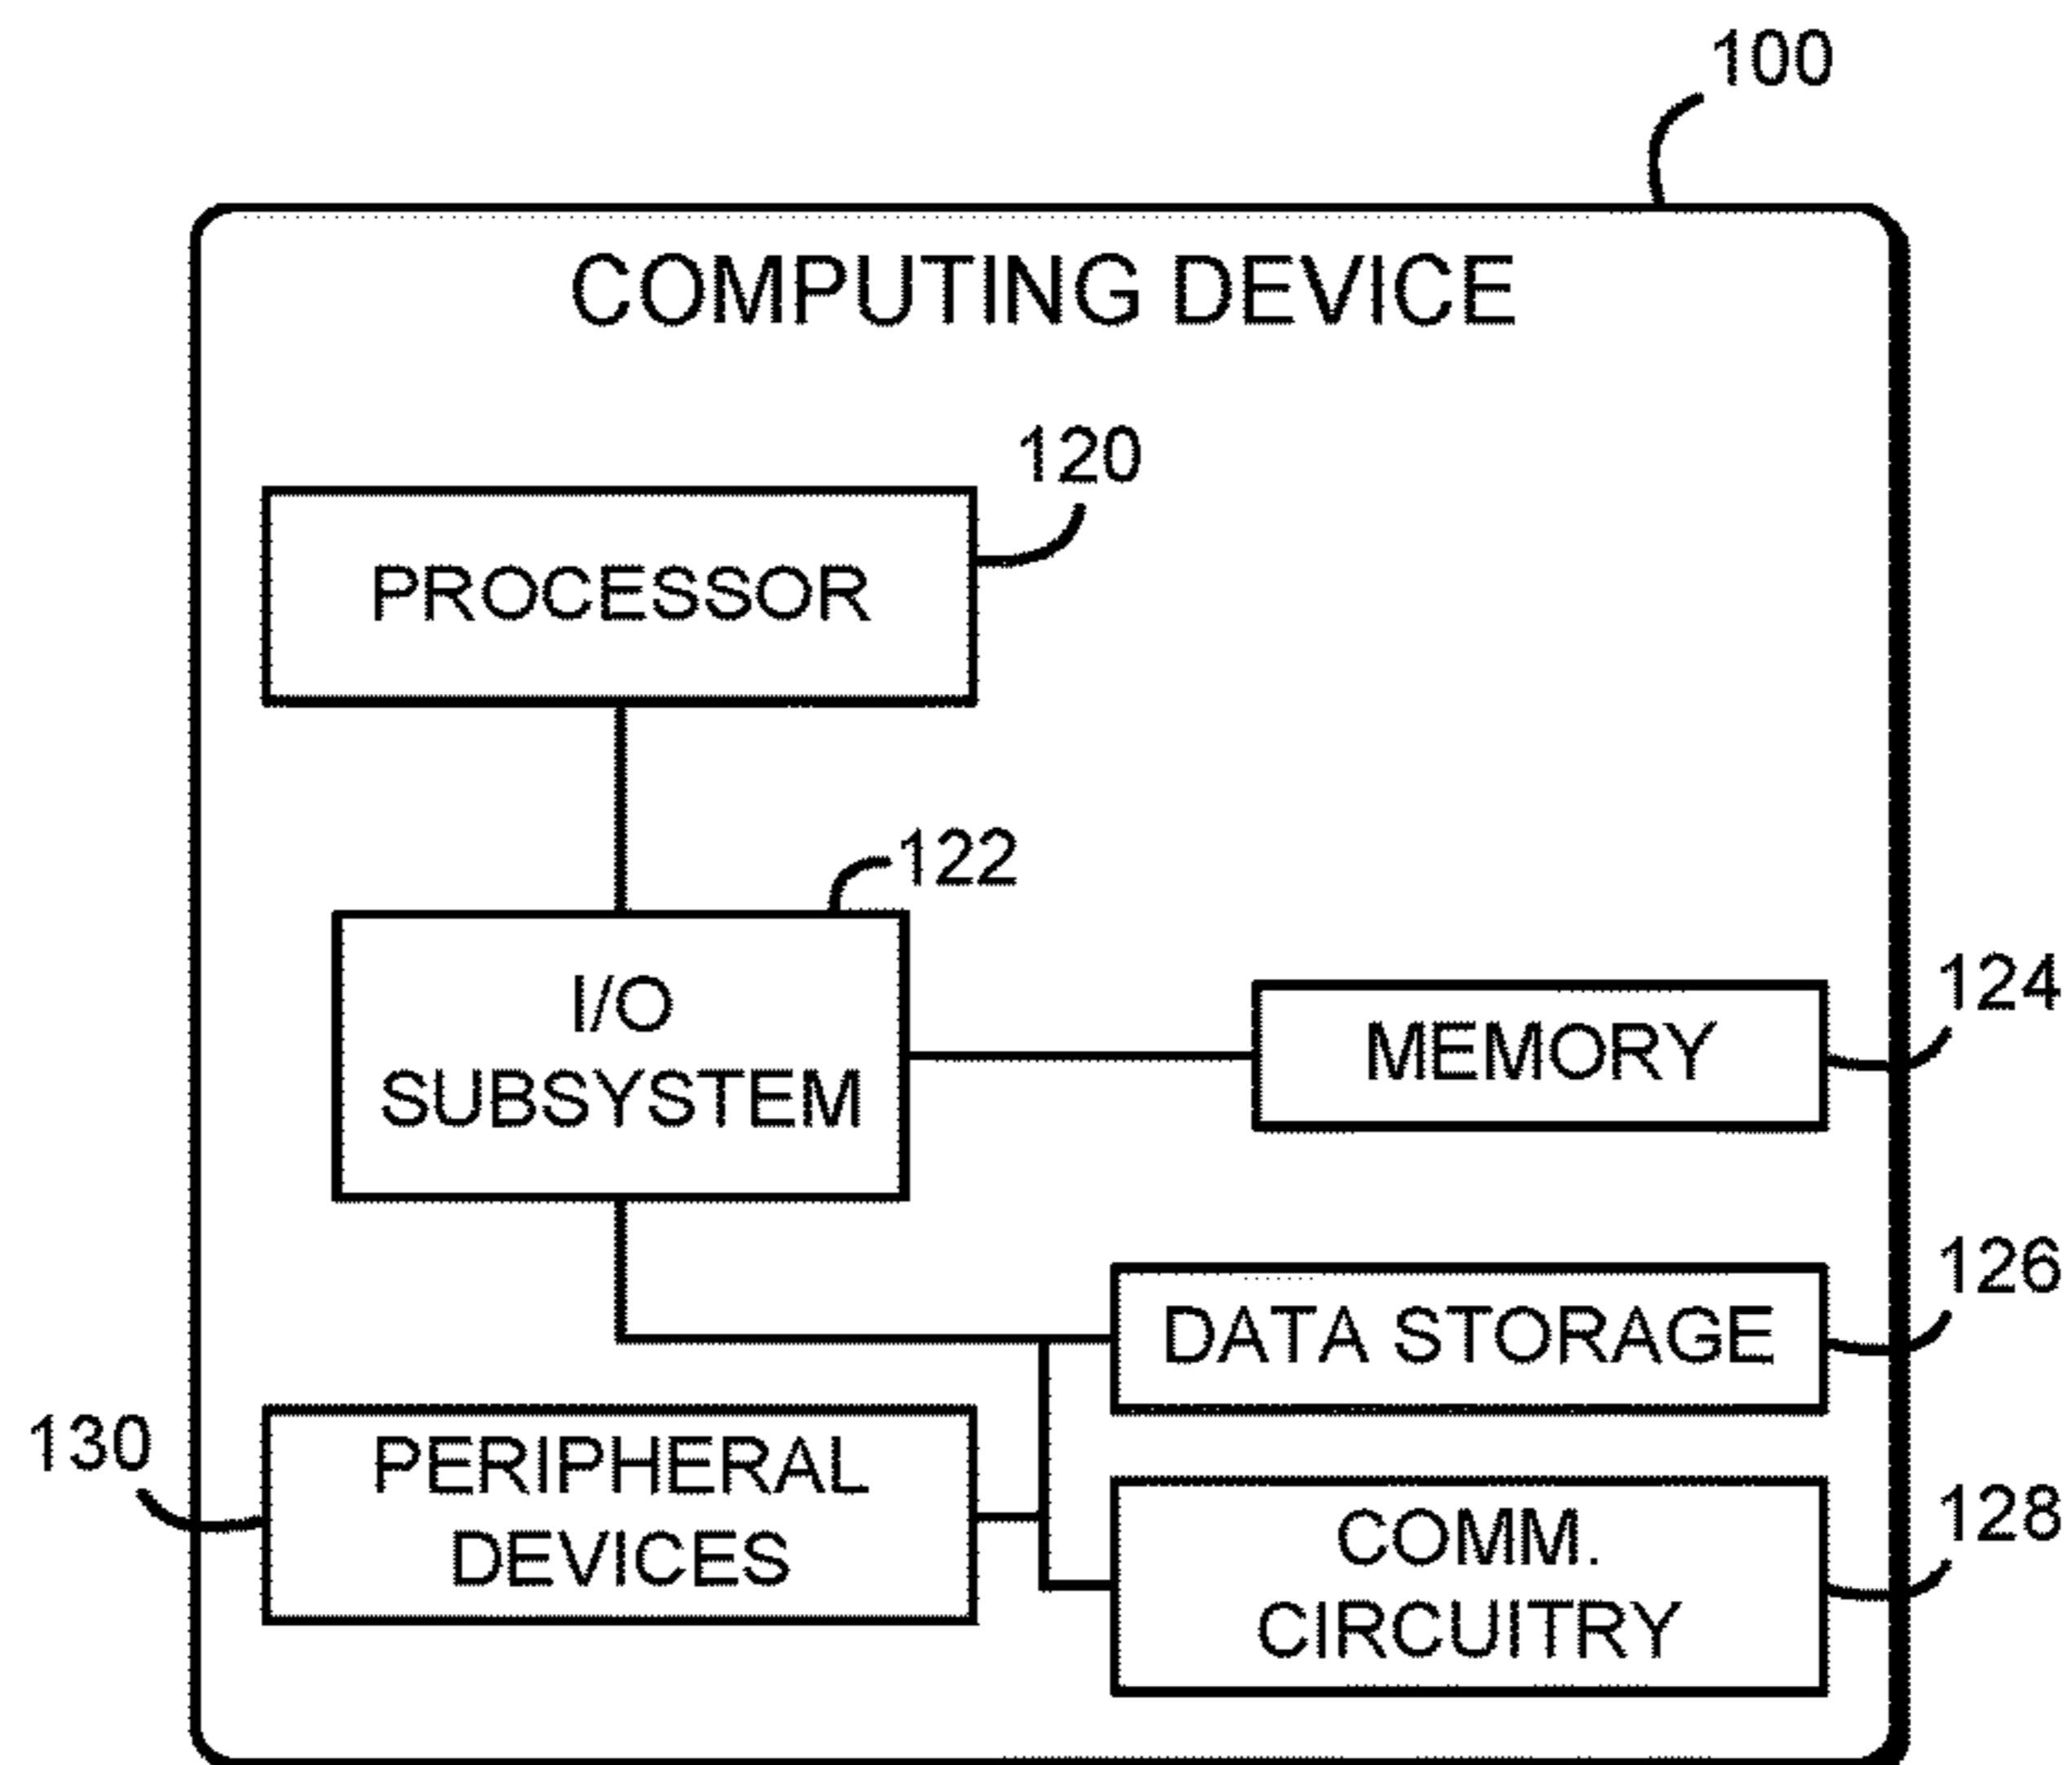 100
COMPUTING DEVICE
120
PROCESSOR
122
I/O
SUBSYSTEM
124
MEMORY
126
DATA STORAGE
130
PERIPHERAL
DEVICES
128
COMM.
CIRCUITRY